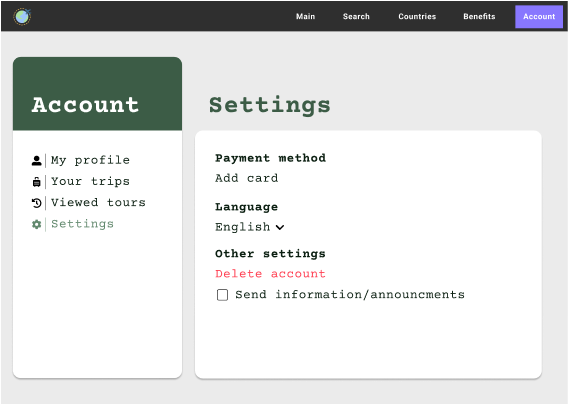 Main Search Countries Benefits Account
Account
My profile
Your trips
Viewed tours
Settings
Settings
Payment method
Add card
Language
English
Other settings
Delete account
Send information/announcments